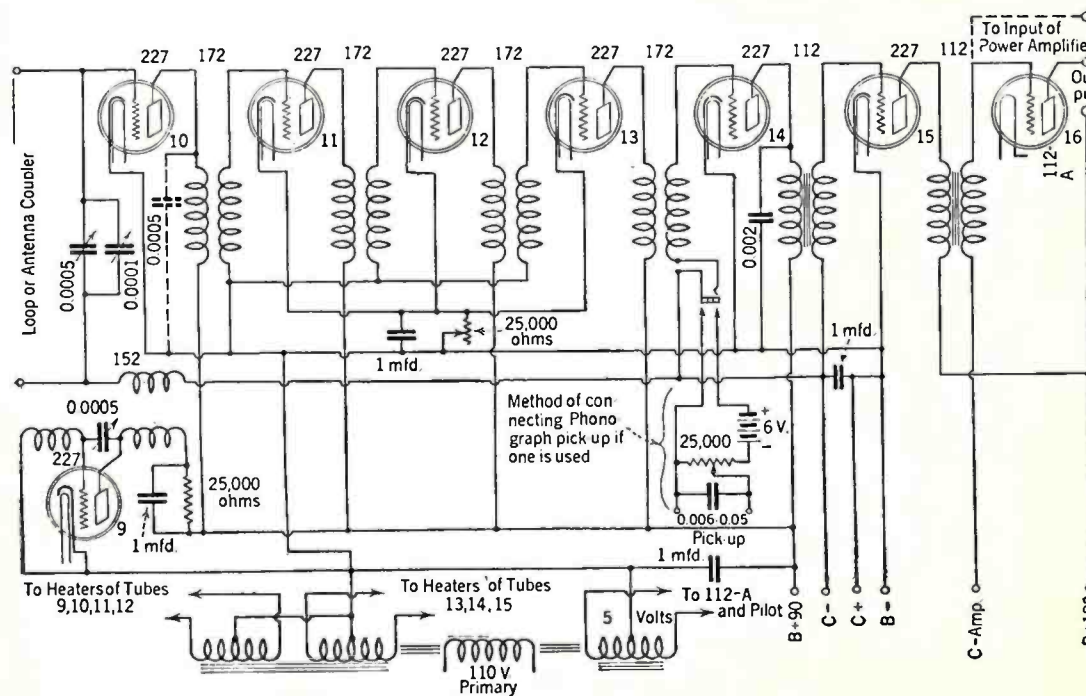 To Input of
Power Amplifie
227 172 227 172 227 172 227 172 227 112 227 112
Ou
pu
10 11 12 13 14 15 16
112-
A
Loop or Antenna Coupler
0.0005
0.0001
0.0005
0.002
25,000
ohms
1 mfd.
1 mfd.
152
0.0005
227
9
25,000
ohms
1 mfd.
Method of con
necting Phono
graph pick-up if
one is used
+
6 V.
-
25,000
0.006-0.05
Pick-up
1 mfd.
To Heaters of Tubes
9,10,11,12
To Heaters of Tubes
13,14,15
5 Volts
To 112-A
and Pilot
110 V
Primary
B+90
C-
C+
B-
C-Amp.